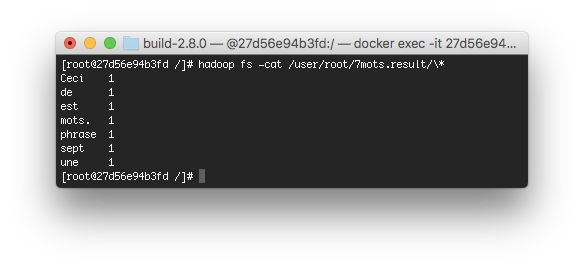 build-2.8.0 — @27d56e94b3fd:/ — docker exec -it 27d56e94...
[root@27d56e94b3fd /]# hadoop fs -cat /user/root/7mots.result/\*
Ceci 1
de 1
est 1
mots. 1
phrase 1
sept 1
une 1
[root@27d56e94b3fd /]#